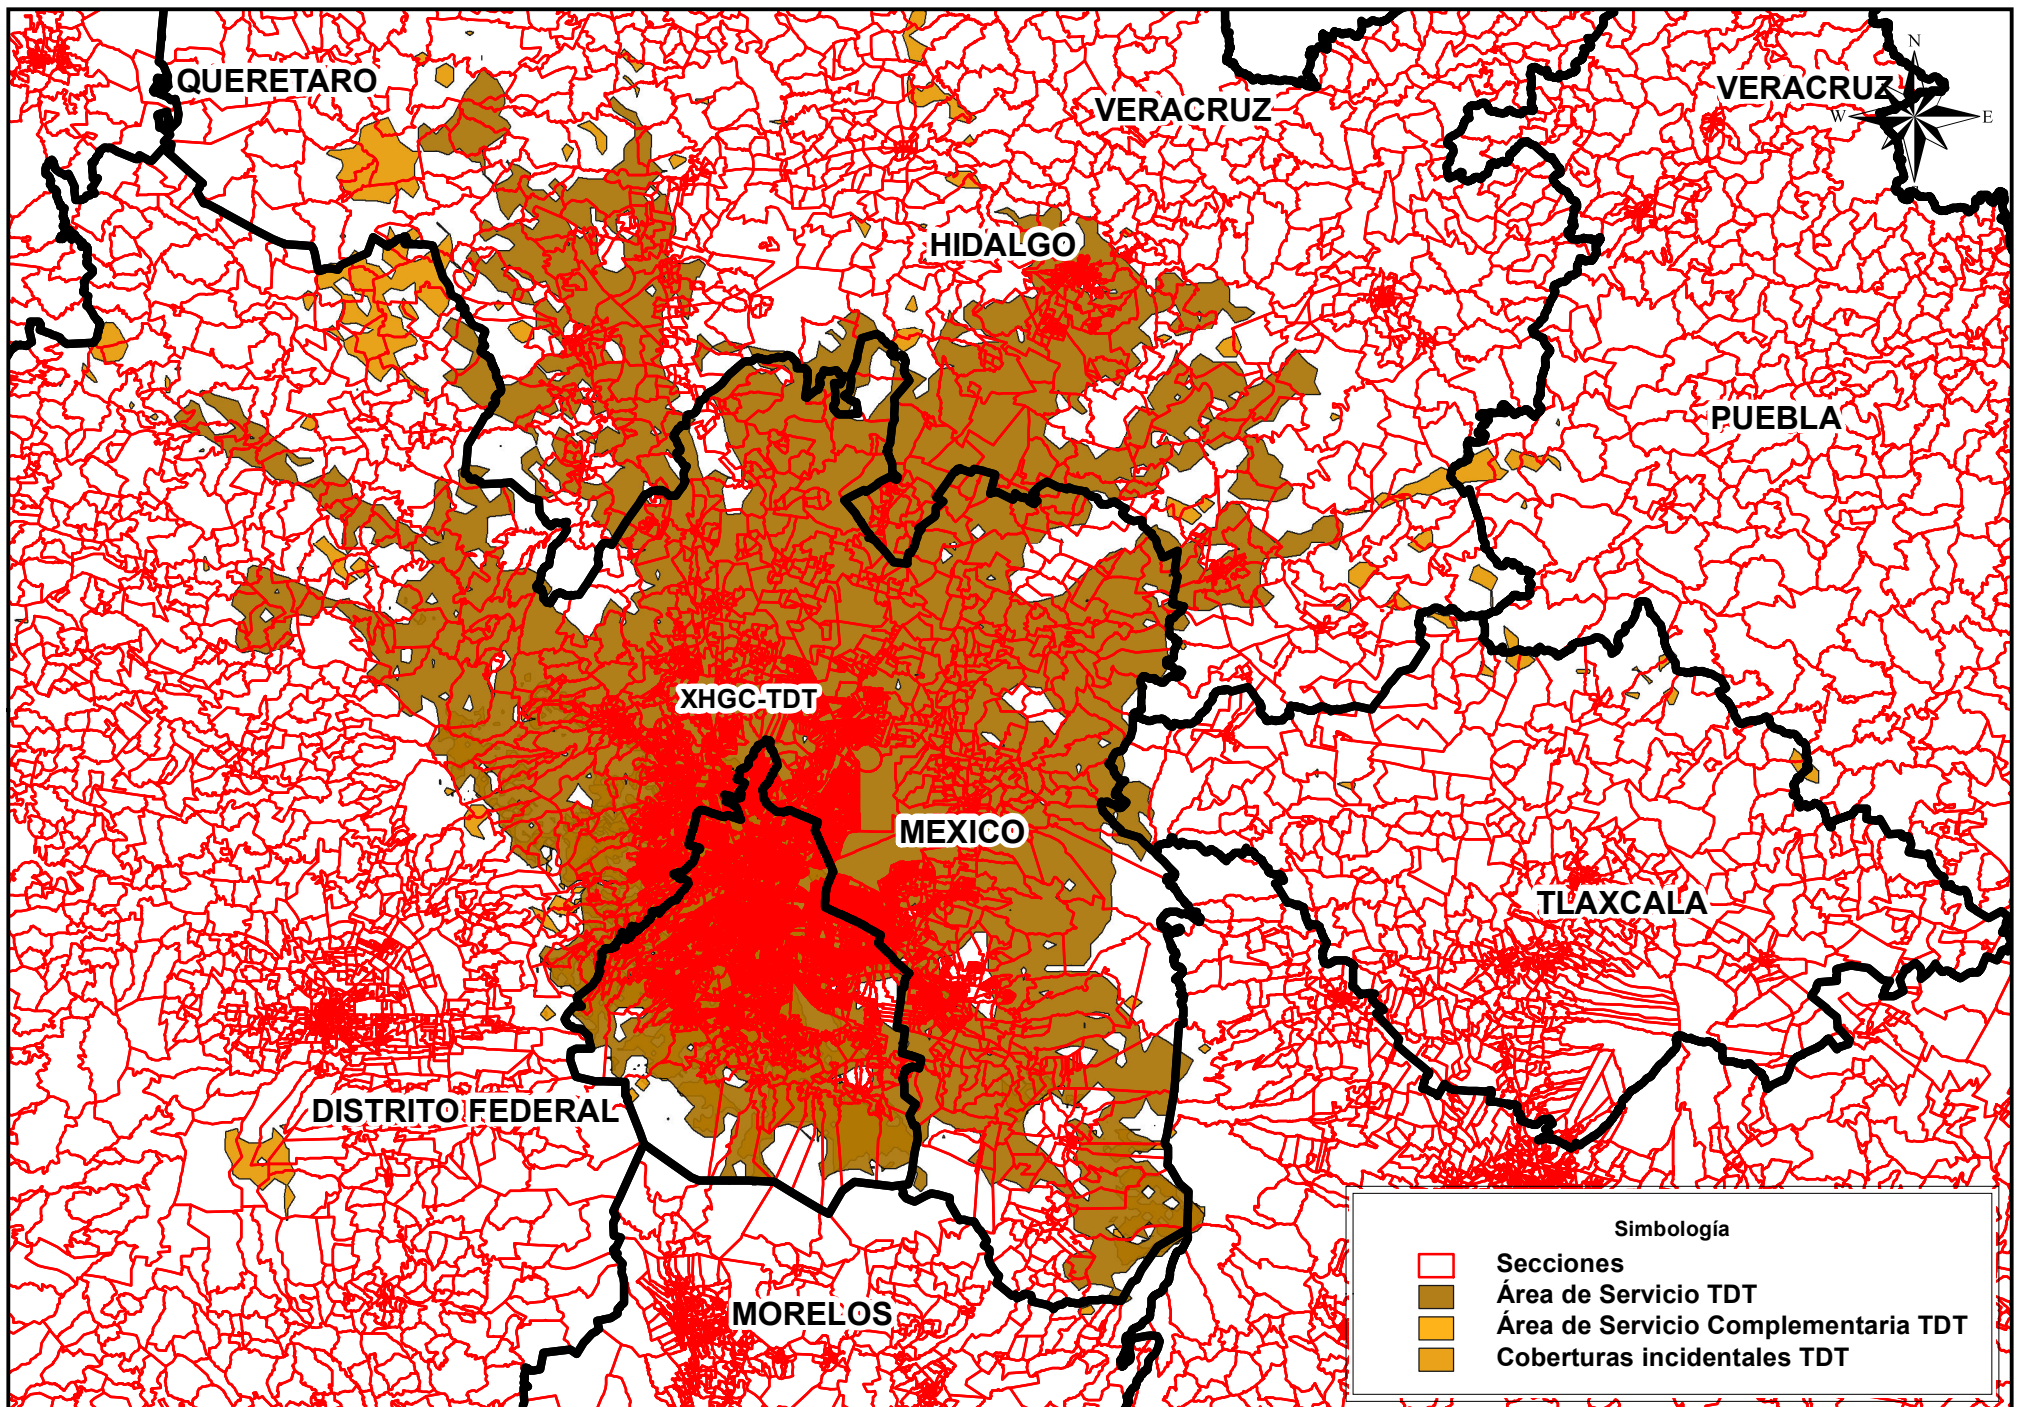 QUERETARO
VERACRUZ
VERACRUZ
N
W
E
HIDALGO
PUEBLA
XHGC-TDT
MEXICO
TLAXCALA
DISTRITO FEDERAL
MORELOS
Simbología
Secciones
Área de Servicio TDT
Área de Servicio Complementaria TDT
Coberturas incidentales TDT